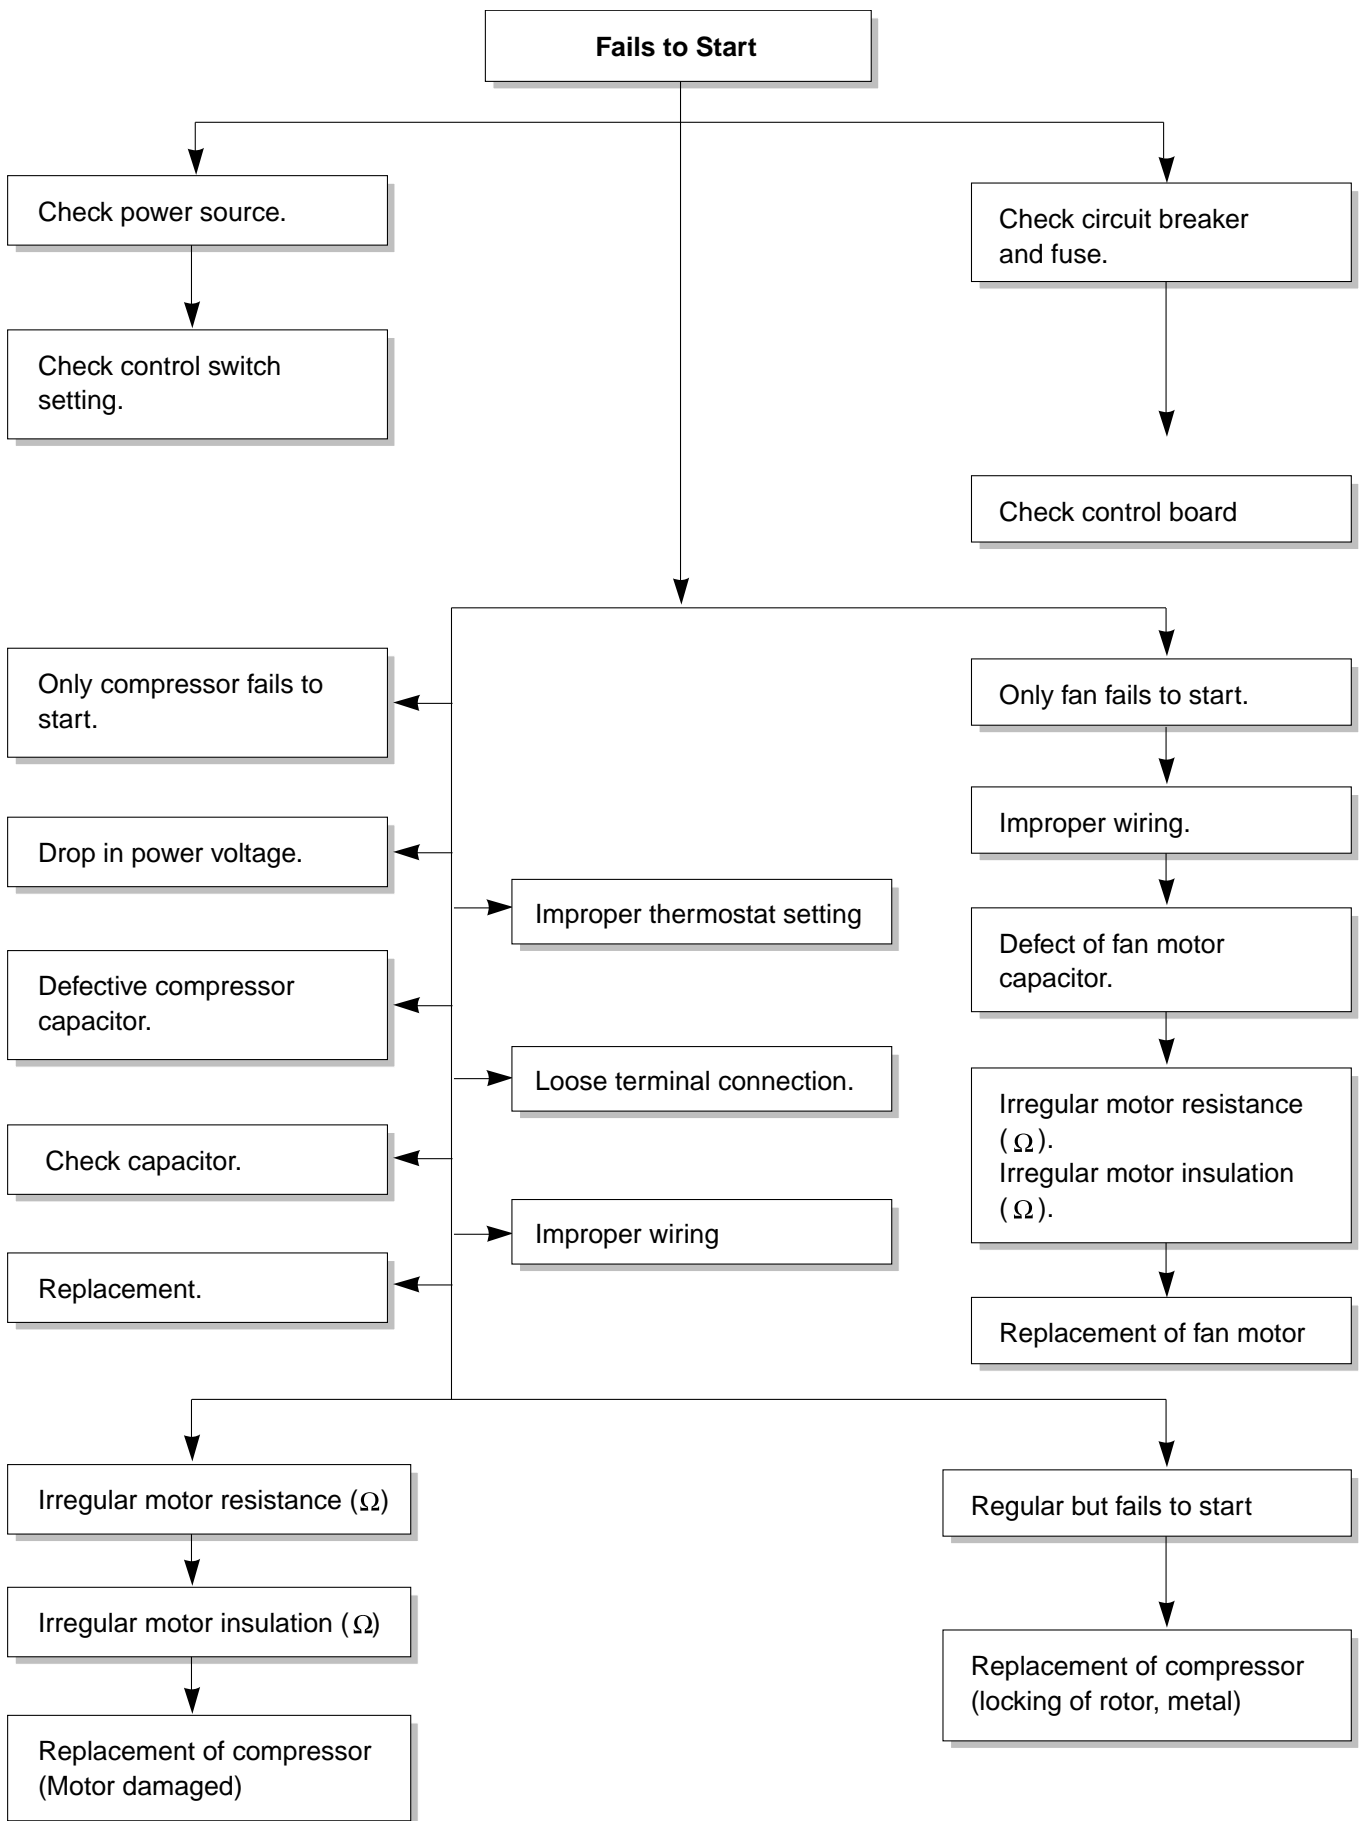 Fails to Start
Check power source.
Check circuit breaker
and fuse.
Check control switch
setting.
Check control board
Only compressor fails to
start.
Only fan fails to start.
Drop in power voltage.
Improper wiring.
Improper thermostat setting
Defect of fan motor
capacitor.
Defective compressor
capacitor.
Loose terminal connection.
Irregular motor resistance
(Ω).
Irregular motor insulation
(Ω).
Check capacitor.
Improper wiring
Replacement.
Replacement of fan motor
Irregular motor resistance (Ω)
Regular but fails to start
Irregular motor insulation (Ω)
Replacement of compressor
(locking of rotor, metal)
Replacement of compressor
(Motor damaged)